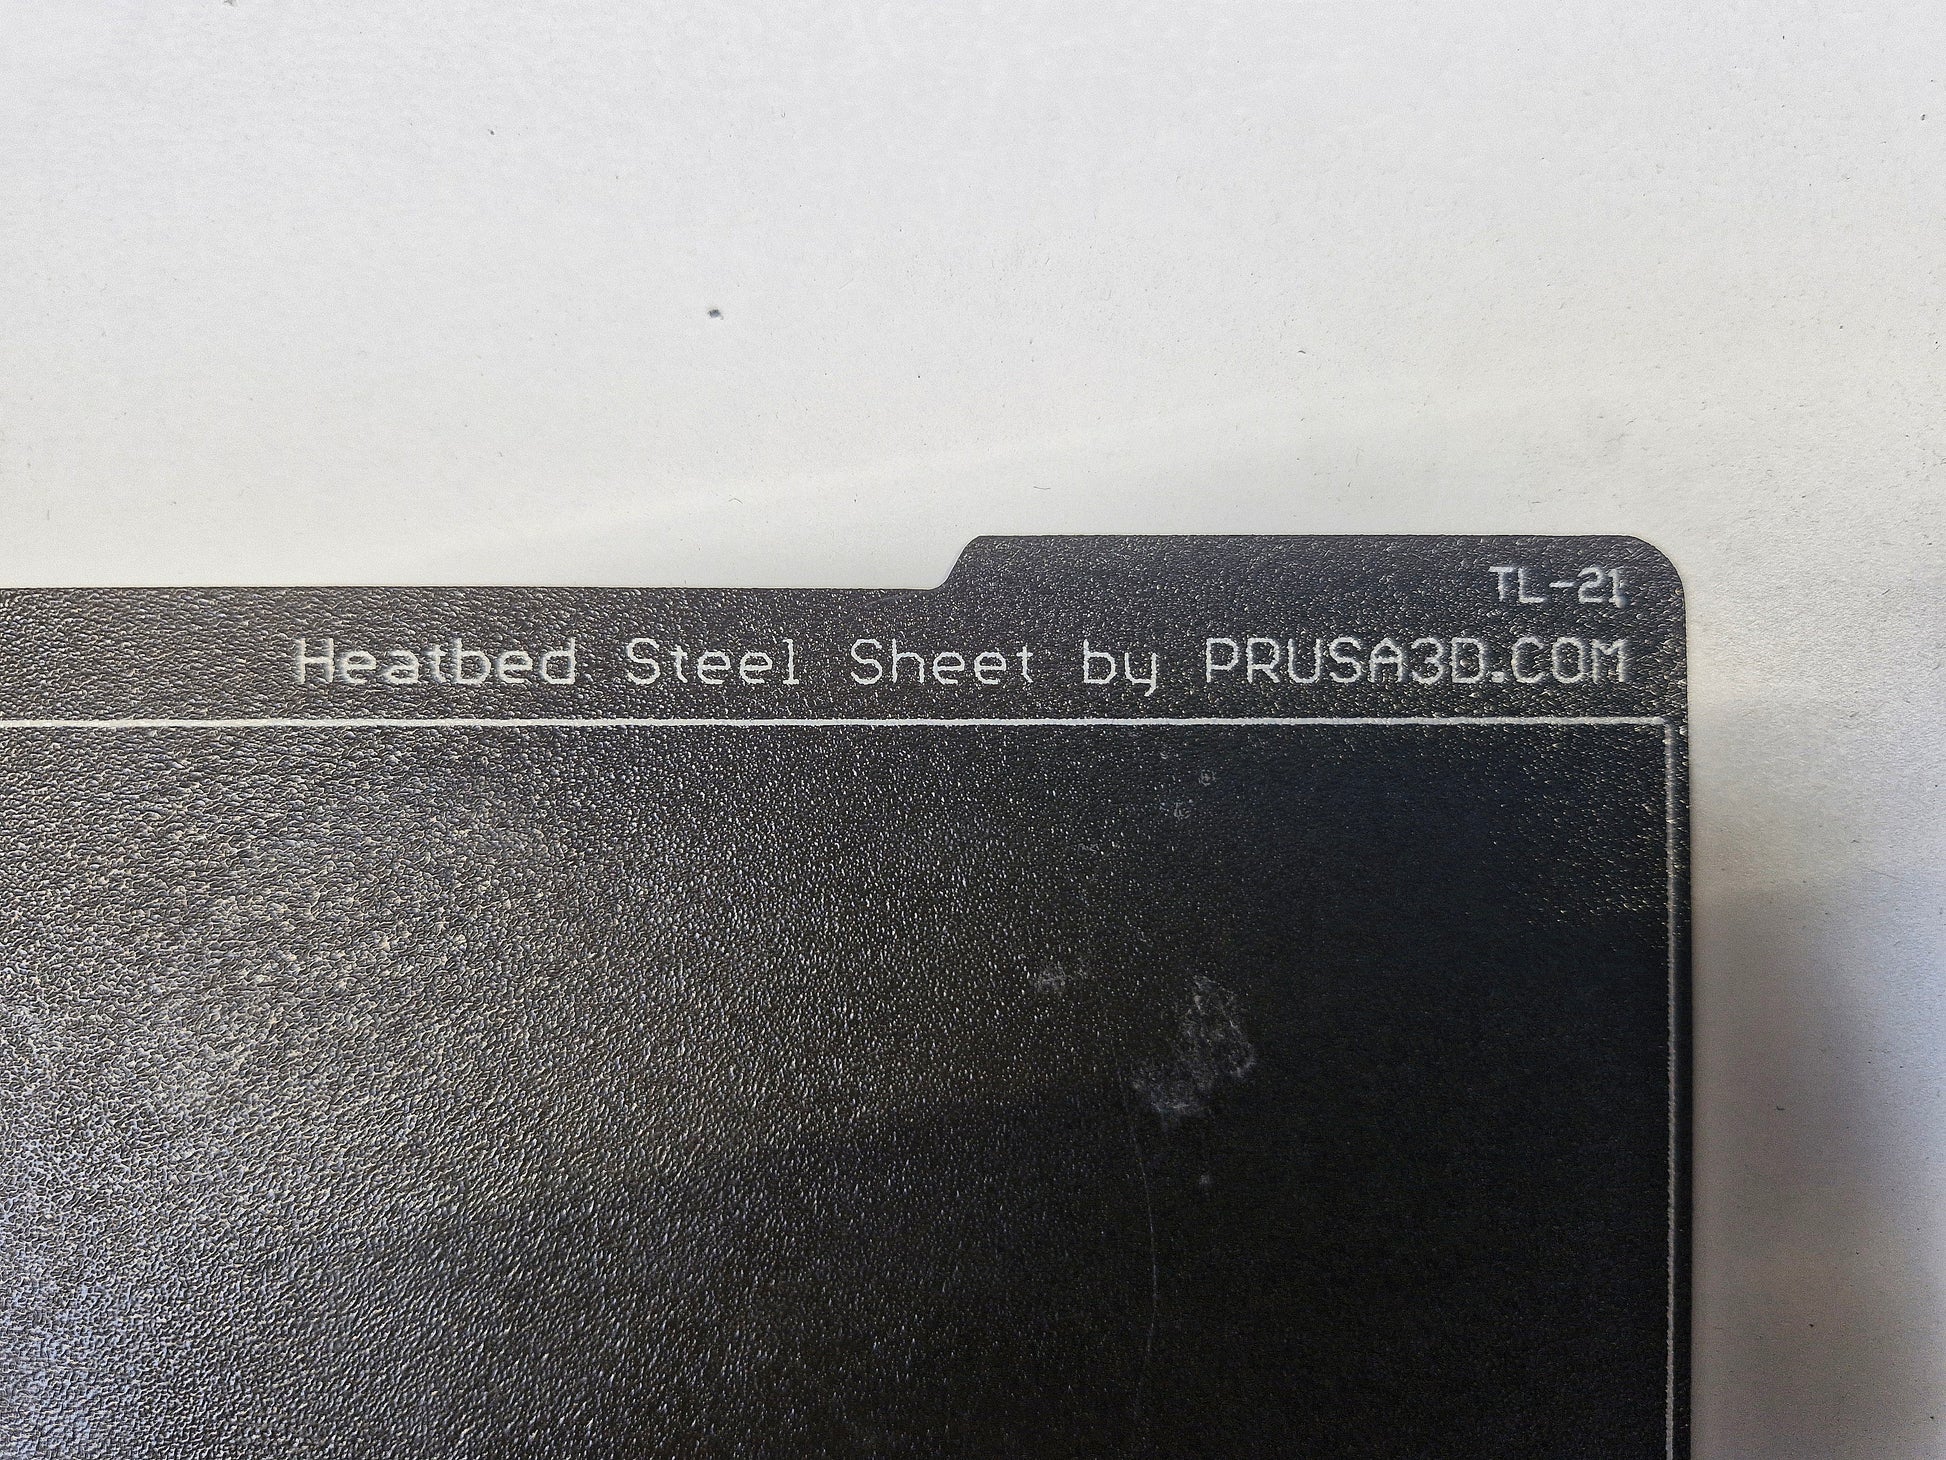 TL-21
Heatbed Steel Sheet by PRUSA3D.COM